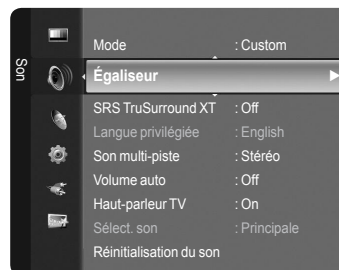 Son
Mode : Custom
Égaliseur
SRS TruSurround XT : Off
Langue privilégiée : English
Son multi-piste : Stéréo
Volume auto : Off
Haut-parleur TV : On
Sélect. son : Principale
Réinitialisation du son